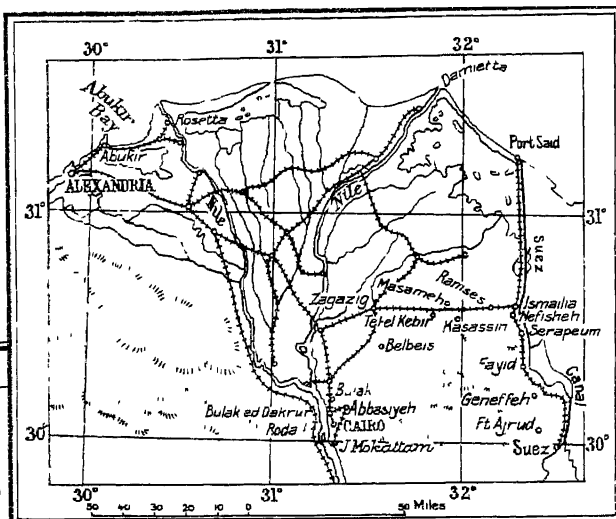 30° 31° 32°
Damietta
Abukir
Bay
Rosetta
Abukir
Port Said
ALEXANDRIA
31° 31°
Nile Nile
Suez
Canal
Zagazig Masameh Ramses
Ismailia
Tel el Kebir Kasassin
Nefisheh
Serapeum
Belbeis
Fayid
Geneffeh
Bulak
Bulak ed Dakrur Abbasiyeh
Roda CAIRO
Ft Ajrud
J Mokattam Suez
30° 30°
30° 31° 32°
50 40 30 20 10 0 50 Miles